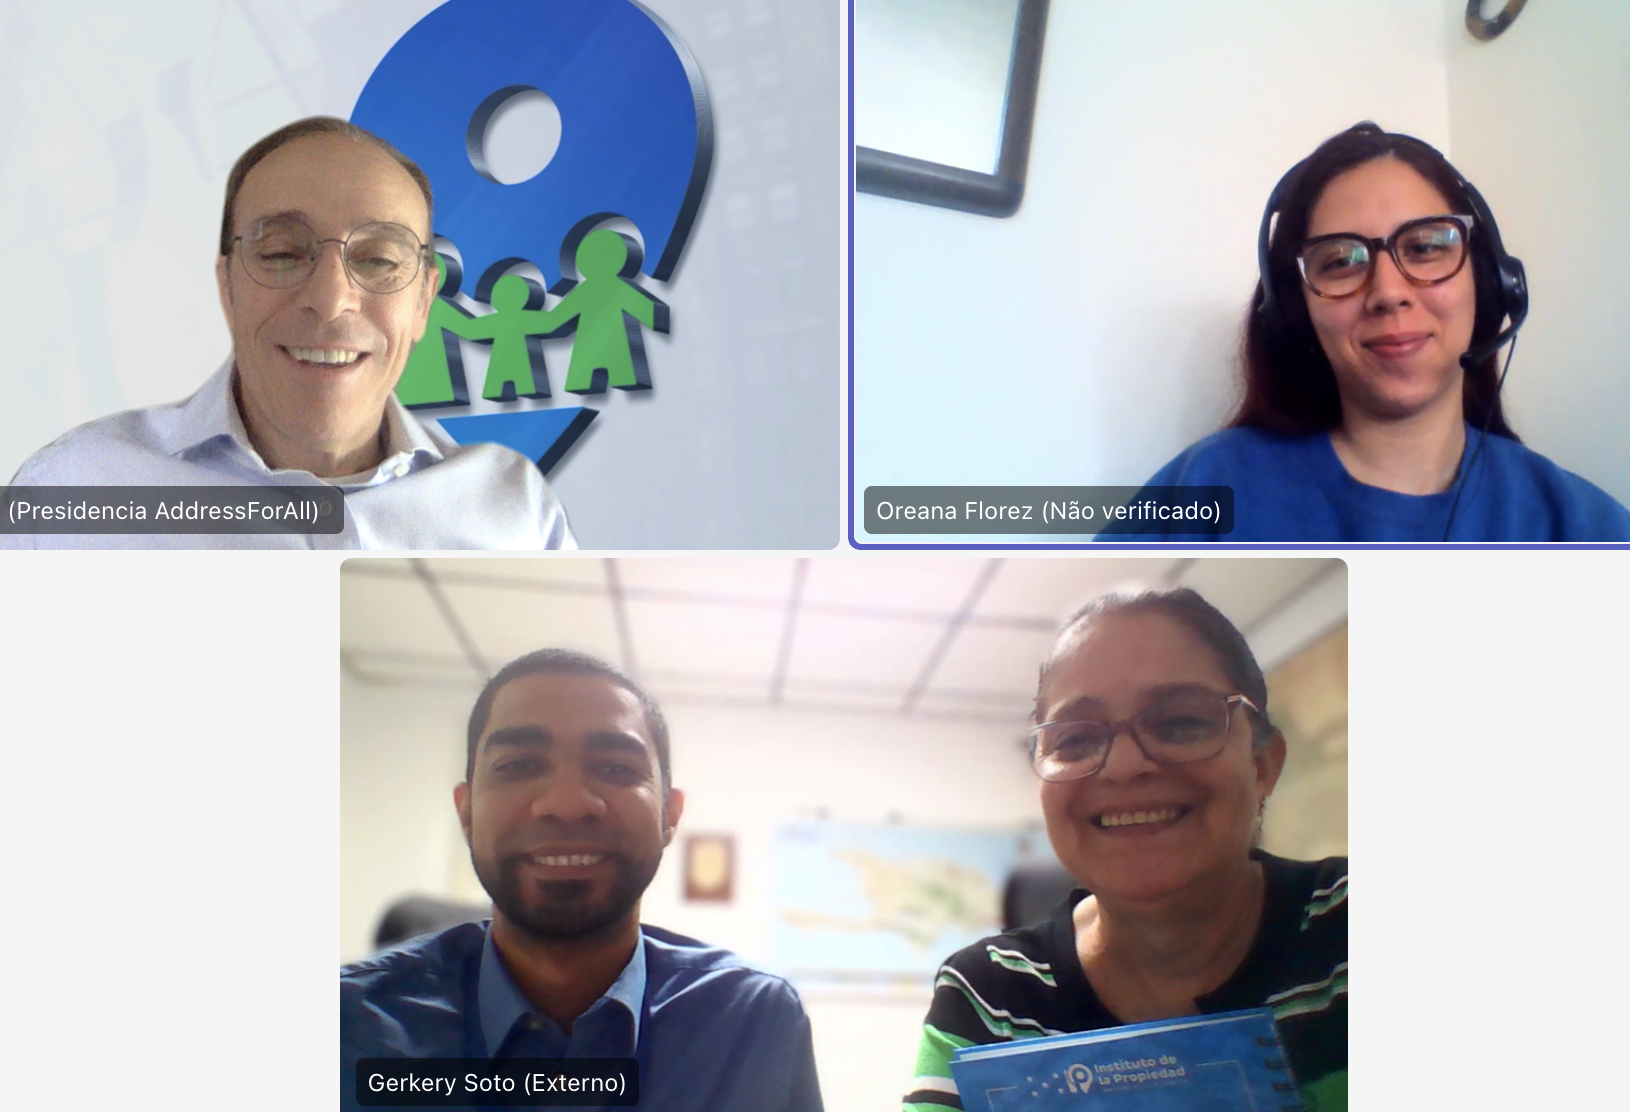 (Presidencia AddressForAll)
Oreana Florez (Não verificado)
Gerkery Soto (Externo)
Instituto de
la Propiedad